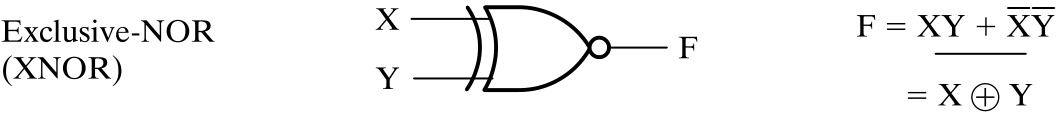 Exclusive-NOR
(XNOR)
X
Y
F
F = XY + X̅Y̅
= X ⊕ Y